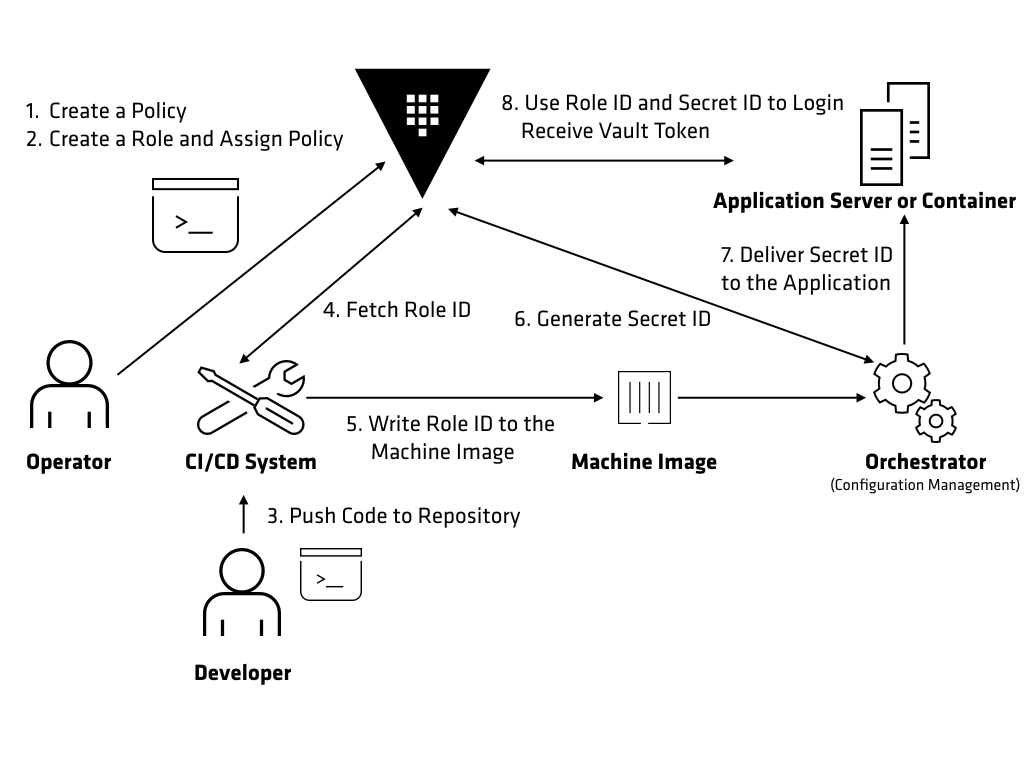 1. Create a Policy
2. Create a Role and Assign Policy
>_
8. Use Role ID and Secret ID to Login
Receive Vault Token
Application Server or Container
7. Deliver Secret ID
to the Application
4. Fetch Role ID
6. Generate Secret ID
5. Write Role ID to the
Machine Image
Operator
CI/CD System
Machine Image
Orchestrator
(Configuration Management)
3. Push Code to Repository
>_
Developer